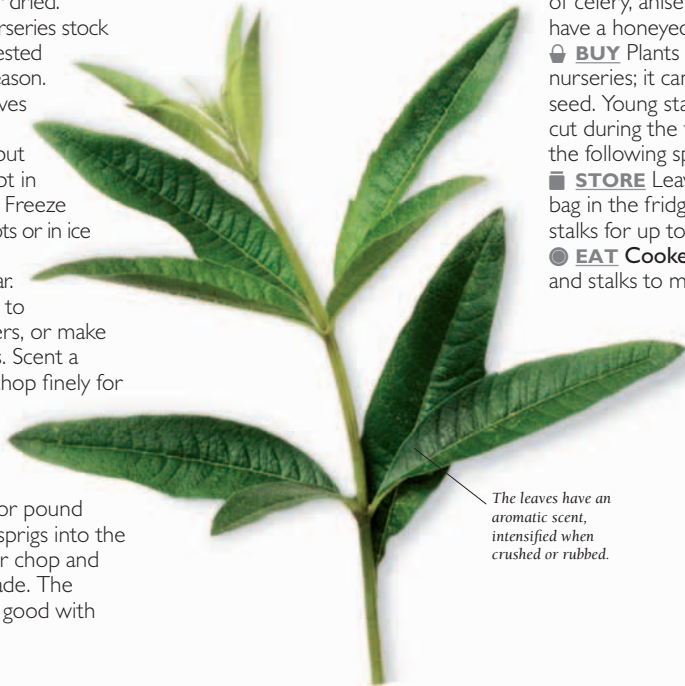 dried.
rseries stock
ested
ason.
ves
out
ot in
Freeze
ots or in ice
ar.
to
ers, or make
s. Scent a
hop finely for
or pound
sprigs into the
r chop and
ade. The
good with
of celery, anise
have a honeyed
BUY Plants
nurseries; it car
seed. Young sta
cut during the
the following sp
STORE Leav
bag in the fridg
stalks for up to
EAT Cooke
and stalks to m
The leaves have an
aromatic scent,
intensified when
crushed or rubbed.